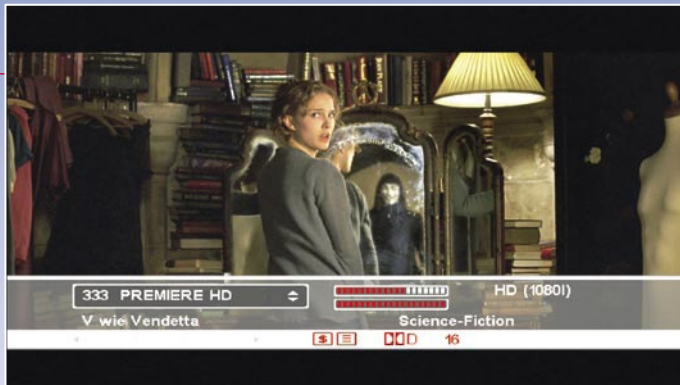 333 PREMIERE HD HD (1080I)
V wie Vendetta Science-Fiction
$ D 16